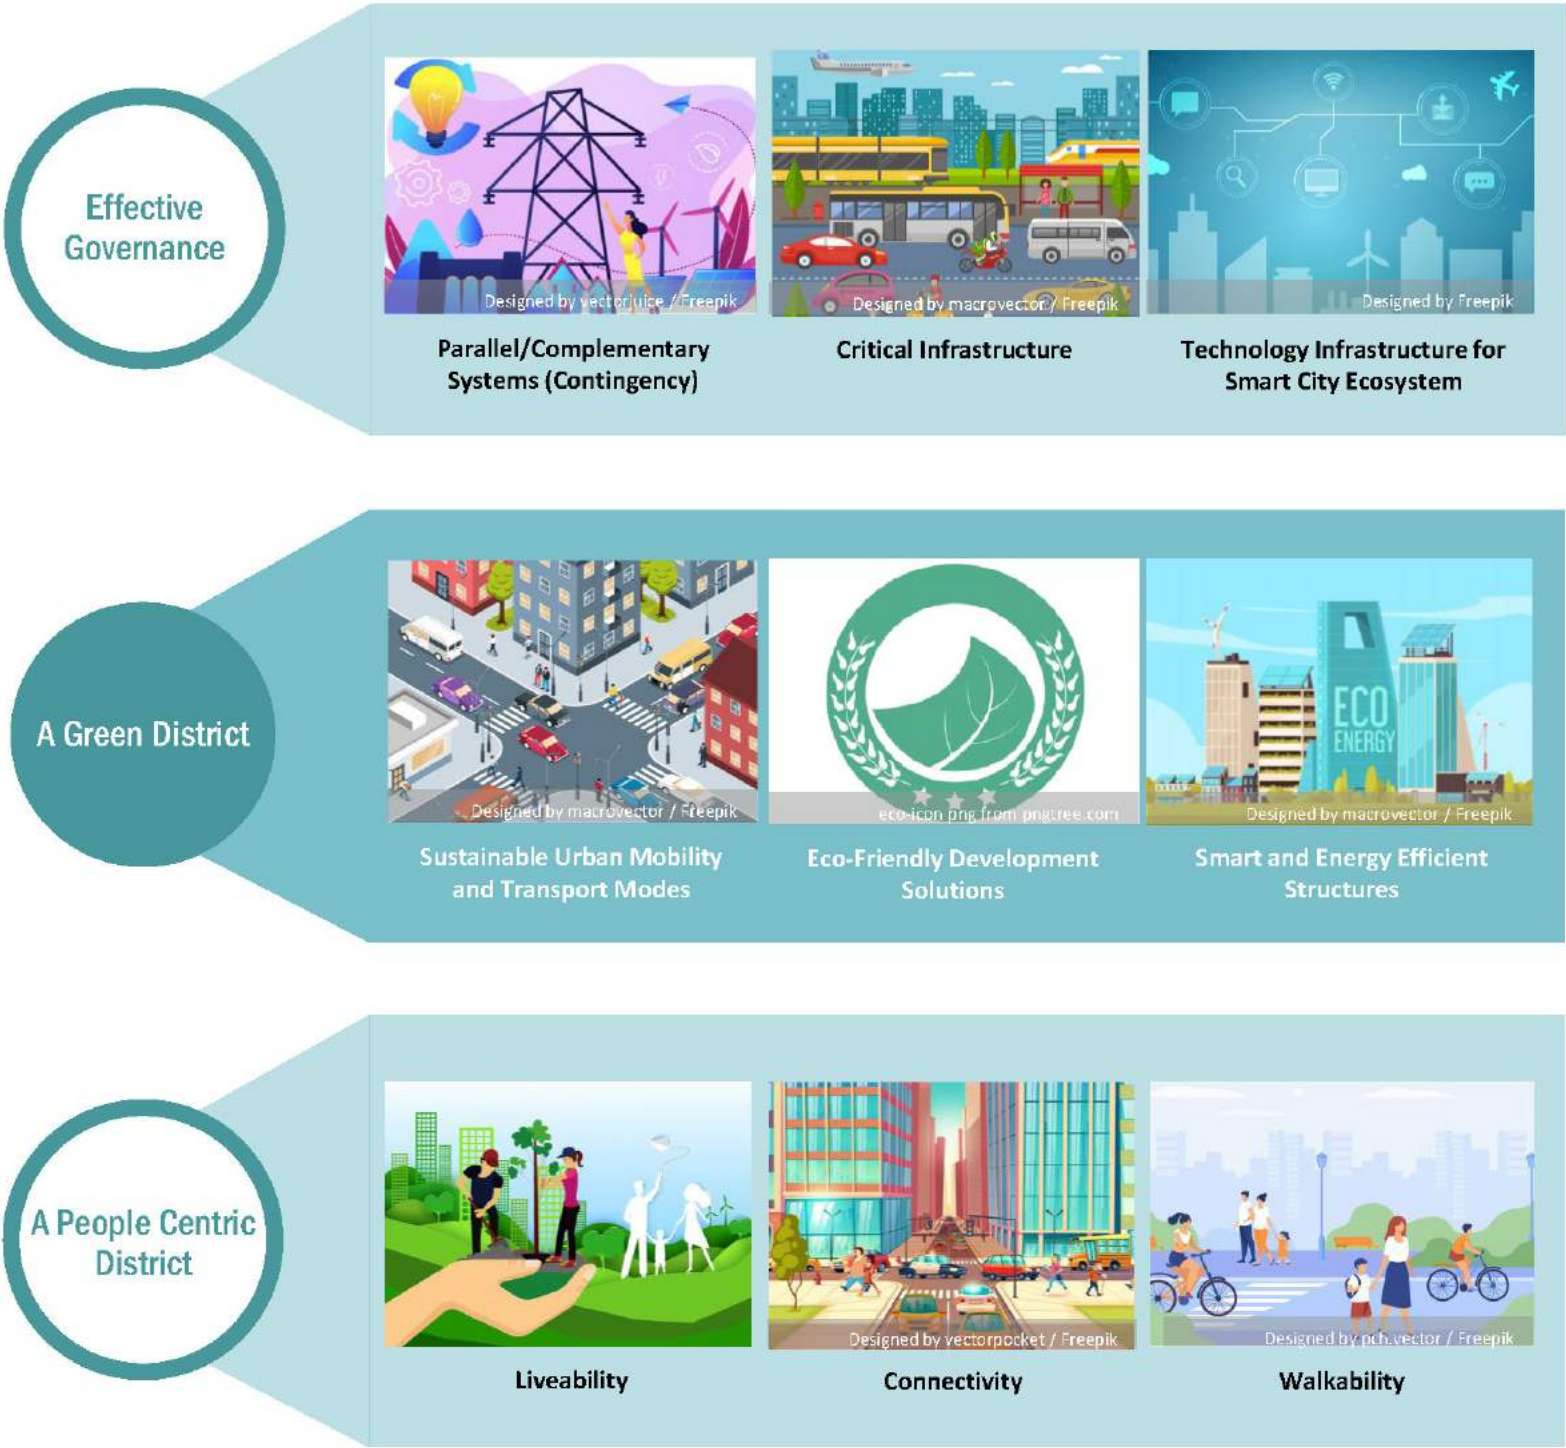 Effective
Governance
Designed by vectorjuice / Freepik
Designed by macrovector / Freepik
Designed by Freepik
Parallel/Complementary
Systems (Contingency)
Critical Infrastructure
Technology Infrastructure for
Smart City Ecosystem
A Green District
ECO
ENERGY
Designed by macrovector / Freepik
eco-icon png from pngtree.com
Designed by macrovector / Freepik
Sustainable Urban Mobility
and Transport Modes
Eco-Friendly Development
Solutions
Smart and Energy Efficient
Structures
A People Centric
District
Designed by vectorpocket / Freepik
Designed by pch.vector / Freepik
Liveability
Connectivity
Walkability